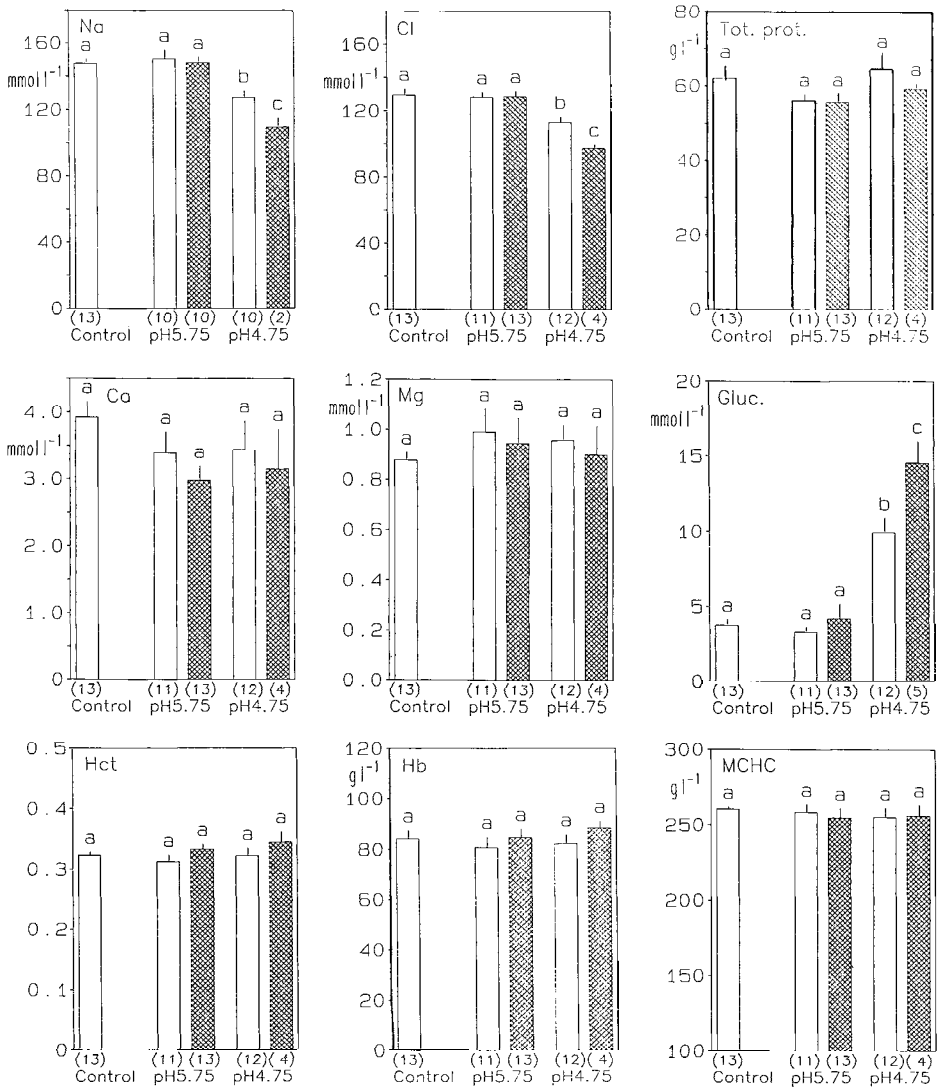 Na
160
mmol l⁻¹
120
80
40
0
a a a b c
(13) (10) (10) (10) (2)
Control pH5.75 pH4.75
Cl
160
mmol l⁻¹
120
80
40
0
a a a b c
(13) (11) (13) (12) (4)
Control pH5.75 pH4.75
Tot. prot.
80
g l⁻¹
60
40
20
0
a a a a a
(13) (11) (13) (12) (4)
Control pH5.75 pH4.75
Ca
4.0
mmol l⁻¹
3.0
2.0
1.0
0
a a a a a
(13) (11) (13) (12) (4)
Control pH5.75 pH4.75
Mg
1.2
mmol l⁻¹
1.0
0.8
0.6
0.4
0.2
0.0
a a a a a
(13) (11) (13) (12) (4)
Control pH5.75 pH4.75
Gluc.
20
mmol l⁻¹
15
10
5
0
a a a b c
(13) (11) (13) (12) (5)
Control pH5.75 pH4.75
Hct
0.5
0.4
0.3
0.2
0.1
0
a a a a a
(13) (11) (13) (12) (4)
Control pH5.75 pH4.75
Hb
120
g l⁻¹
100
80
60
40
20
0
a a a a a
(13) (11) (13) (12) (4)
Control pH5.75 pH4.75
MCHC
300
g l⁻¹
250
200
150
100
a a a a a
(13) (11) (13) (12) (4)
Control pH5.75 pH4.75